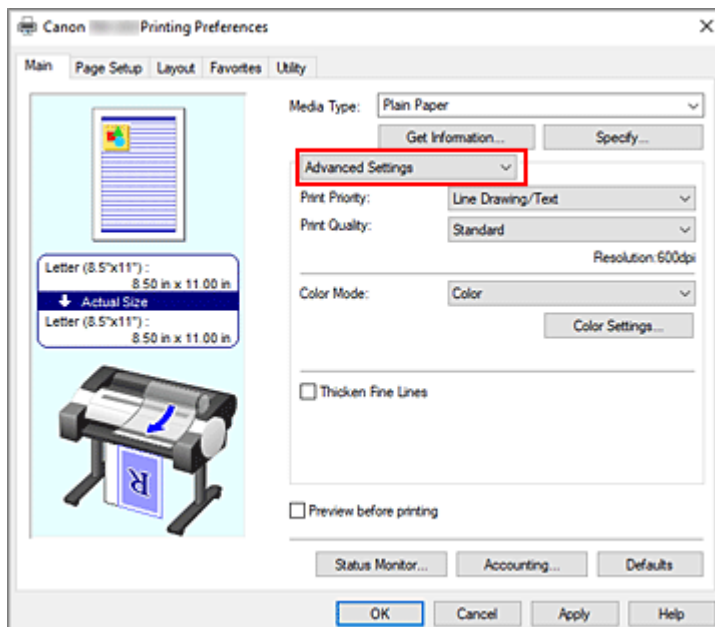 Canon Printing Preferences
Main Page Setup Layout Favorites Utility
Media Type: Plain Paper
Get Information... Specify...
Advanced Settings
Print Priority: Line Drawing/Text
Print Quality: Standard
Resolution:600dpi
Letter (8.5"x11") :
8.50 in x 11.00 in
Actual Size
Letter (8.5"x11") :
8.50 in x 11.00 in
Color Mode: Color
Color Settings...
Thicken Fine Lines
R
Preview before printing
Status Monitor... Accounting... Defaults
OK Cancel Apply Help